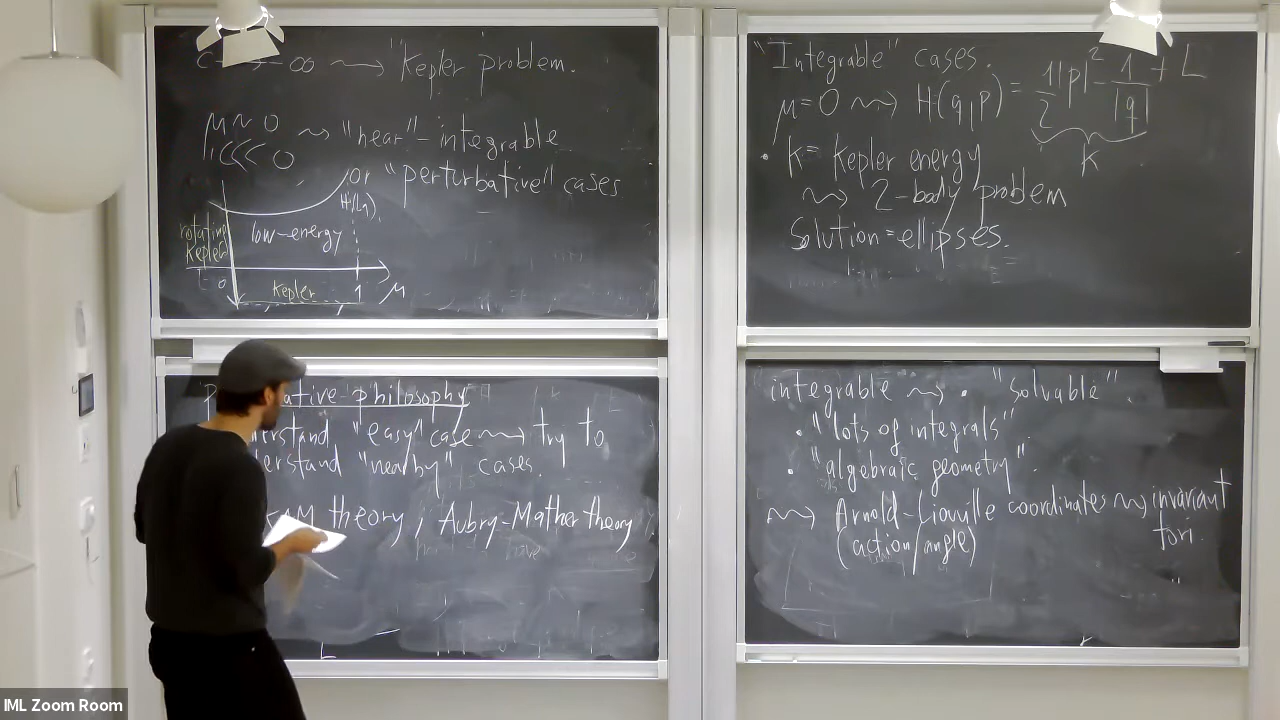 c → -∞ ⇝ "Kepler problem.
μ ~ 0 ⇝ "near"-integrable
c <<< 0
or "perturbative" cases
H(L1)
rotating
Kepler
low-energy
0
Kepler
1
μ
"Integrable" cases.
μ=0 ⇝ H(q,p) = 1/2 |p|² - 1/|q| + L
K
• K = Kepler energy
⇝ 2-body problem
Solution = ellipses.
ative philosophy
erstand "easy" case ⇝ try to
erstand "nearby" cases.
KAM theory, Aubry-Mather theory
integrable ⇝ • "Solvable".
• "lots of integrals"
• "algebraic geometry".
⇝ Arnold-Liouville coordinates ⇝ invariant
(action/angle) tori.
IML Zoom Room